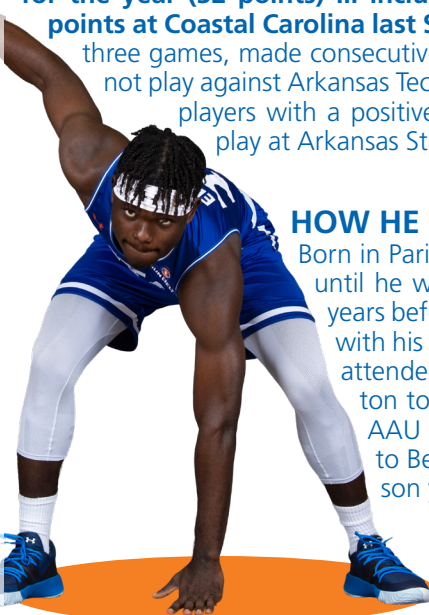 for the year (32 points) ... includ
points at Coastal Carolina last S
three games, made consecutiv
not play against Arkansas Tec
players with a positive
play at Arkansas St
HOW HE
Born in Pari
until he w
years befo
with his
attende
ton to
AAU
to Be
son y